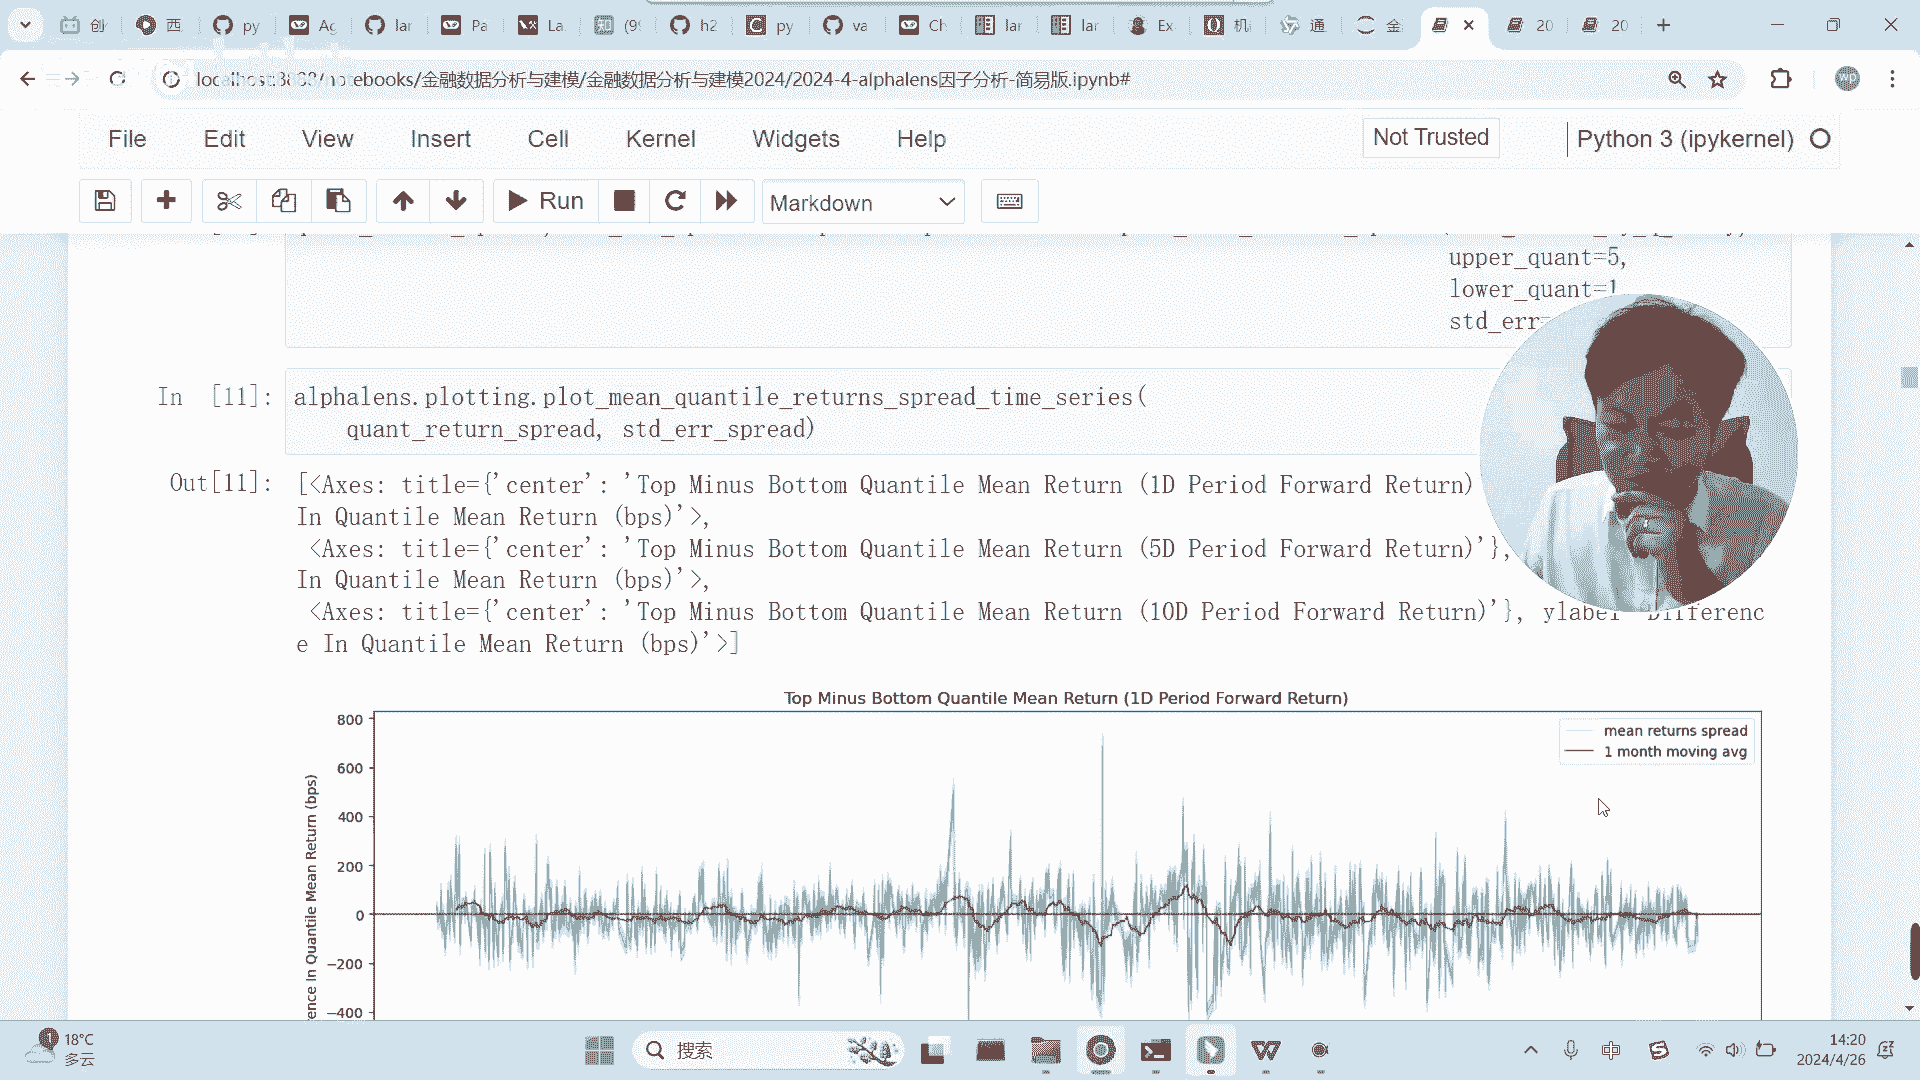 创 西 py Ag lar Pa La (9 h2 py va Ch lar lar Ex 机 通 金 20 20
localhost:8888/notebooks/金融数据分析与建模/金融数据分析与建模2024/2024-4-alphalens因子分析-简易版.ipynb#
wp
File Edit View Insert Cell Kernel Widgets Help
Not Trusted
Python 3 (ipykernel)
Run
Markdown
upper_quant=5,
lower_quant=1
std_err=
In [11]:
alphalens.plotting.plot_mean_quantile_returns_spread_time_series(
quant_return_spread, std_err_spread)
Out[11]:
[<Axes: title={'center': 'Top Minus Bottom Quantile Mean Return (1D Period Forward Return)
In Quantile Mean Return (bps)'>,
<Axes: title={'center': 'Top Minus Bottom Quantile Mean Return (5D Period Forward Return)'},
In Quantile Mean Return (bps)'>,
<Axes: title={'center': 'Top Minus Bottom Quantile Mean Return (10D Period Forward Return)'}, ylabel='Differenc
e In Quantile Mean Return (bps)'>]
Top Minus Bottom Quantile Mean Return (1D Period Forward Return)
mean returns spread
1 month moving avg
ence In Quantile Mean Return (bps)
800
600
400
200
0
−200
−400
1
18°C
多云
搜索
中
14:20
2024/4/26